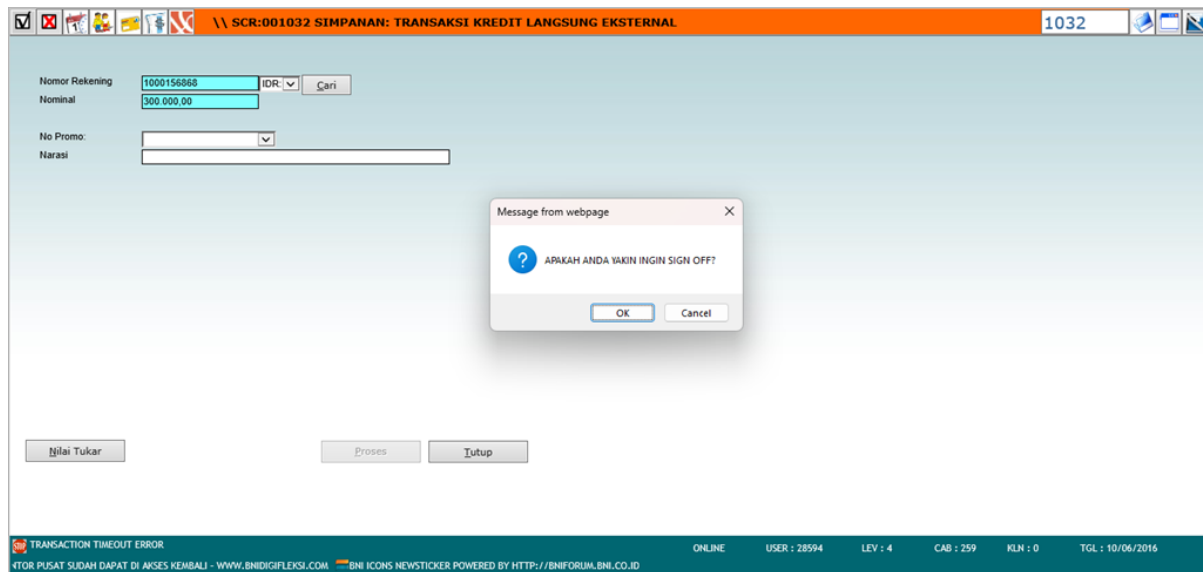 \\ SCR:001032 SIMPANAN: TRANSAKSI KREDIT LANGSUNG EKSTERNAL
1032
Nomor Rekening 1000156868 IDR: Cari
Nominal 300.000,00
No Promo:
Narasi
Message from webpage
? APAKAH ANDA YAKIN INGIN SIGN OFF?
OK Cancel
Nilai Tukar Proses Tutup
STOP TRANSACTION TIMEOUT ERROR ONLINE USER : 28594 LEV : 4 CAB : 259 KLN : 0 TGL : 10/06/2016
NTOR PUSAT SUDAH DAPAT DI AKSES KEMBALI - WWW.BNIDIGIFLEKSI.COM BNI ICONS NEWSTICKER POWERED BY HTTP://BNIFORUM.BNI.CO.ID